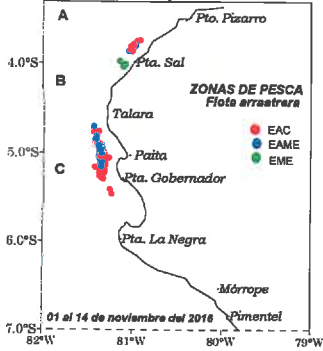 A
Pto. Pizarro
4.0°S
Pta. Sal
B
ZONAS DE PESCA
Flota arrastrera
Talara
EAC
EAME
5.0°S
Paita
EME
C
Pta. Gobernador
6.0°S
Pta. La Negra
Mórrope
01 al 14 de noviembre del 2016
Pimentel
7.0°S
82°W 81°W 80°W 79°W